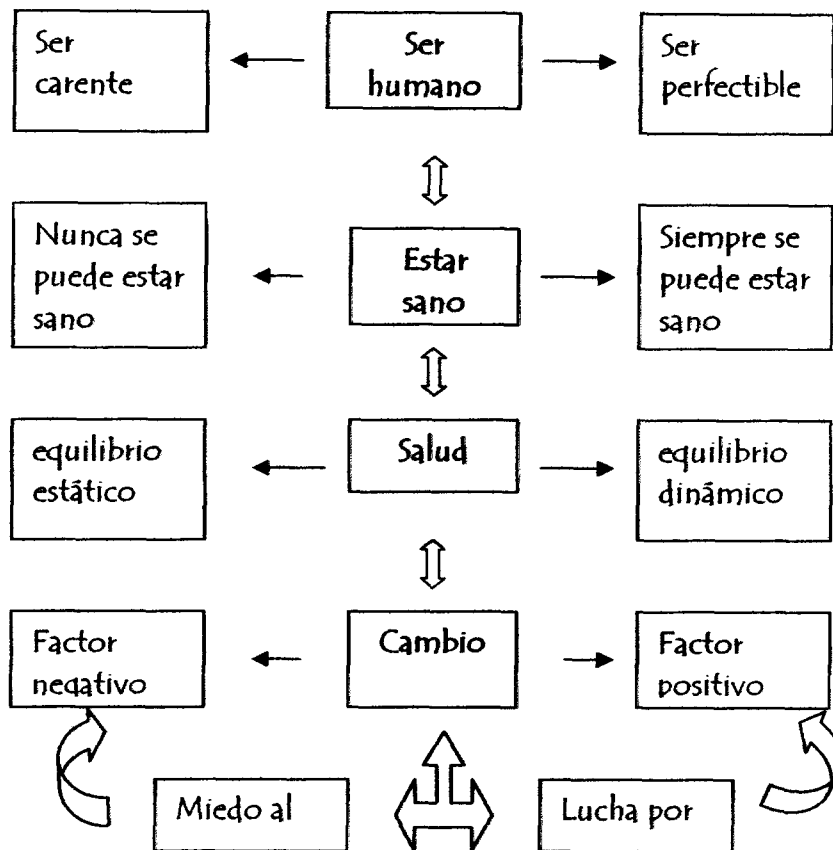 Ser
carente
Ser
humano
Ser
perfectible
Nunca se
puede estar
sano
Estar
sano
Siempre se
puede estar
sano
equilibrio
estático
Salud
equilibrio
dinámico
Factor
negativo
Cambio
Factor
positivo
Miedo al
Lucha por